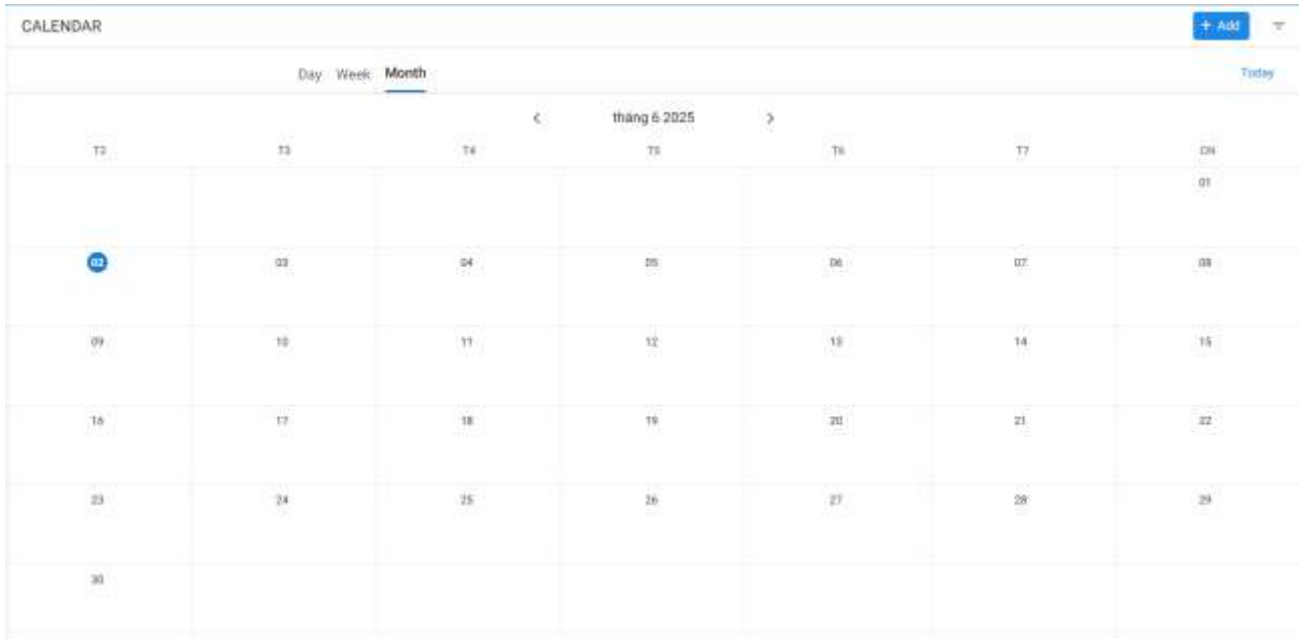 CALENDAR + Add
Day Week Month Today
< tháng 6 2025 >
T2 T3 T4 T5 T6 T7 CN
01
02 03 04 05 06 07 08
09 10 11 12 13 14 15
16 17 18 19 20 21 22
23 24 25 26 27 28 29
30